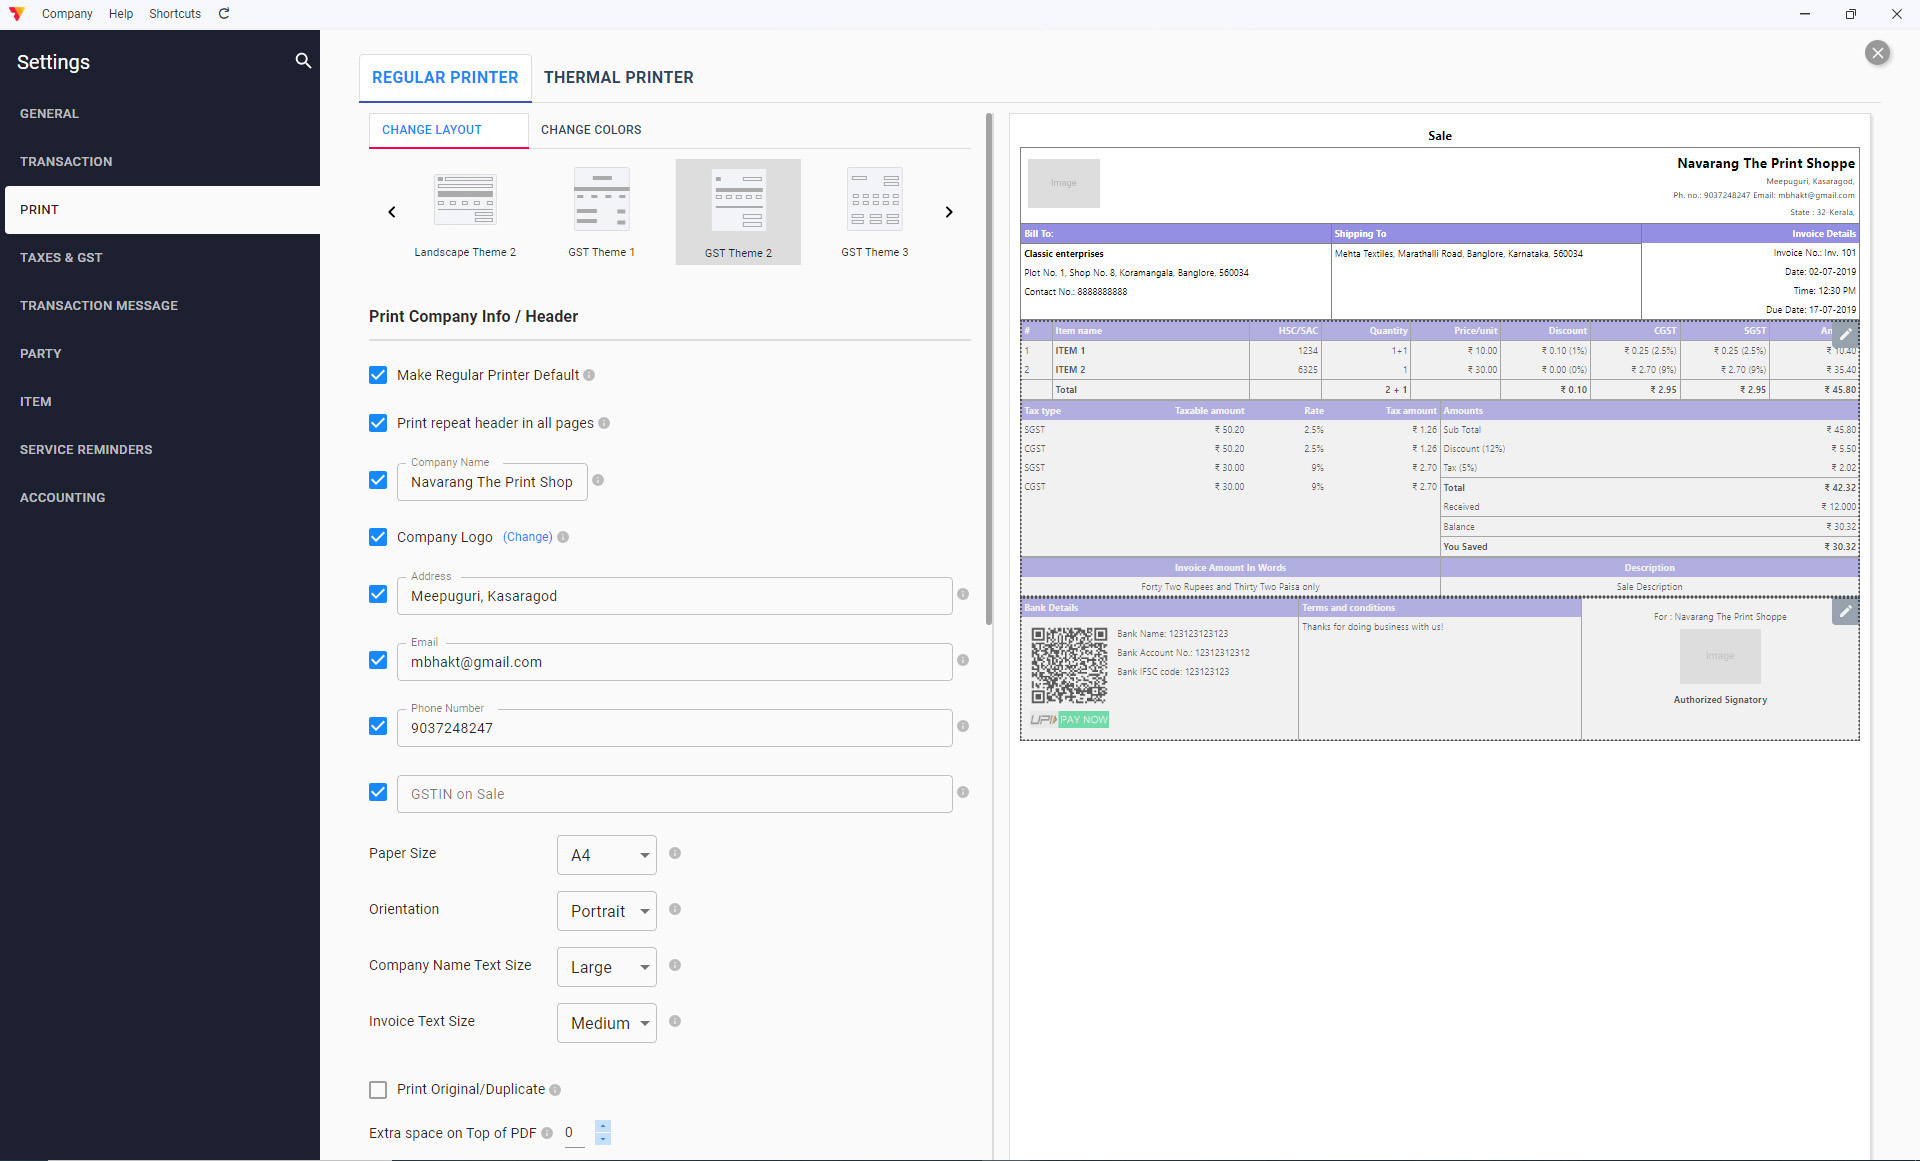 Company Help Shortcuts
Settings
GENERAL
TRANSACTION
PRINT
TAXES & GST
TRANSACTION MESSAGE
PARTY
ITEM
SERVICE REMINDERS
ACCOUNTING
REGULAR PRINTER THERMAL PRINTER
CHANGE LAYOUT CHANGE COLORS
Landscape Theme 2 GST Theme 1 GST Theme 2 GST Theme 3
Print Company Info / Header
Make Regular Printer Default
Print repeat header in all pages
Company Name
Navarang The Print Shop
Company Logo (Change)
Address
Meepuguri, Kasaragod
Email
mbhakt@gmail.com
Phone Number
9037248247
GSTIN on Sale
Paper Size A4
Orientation Portrait
Company Name Text Size Large
Invoice Text Size Medium
Print Original/Duplicate
Extra space on Top of PDF 0
Sale
Image
Navarang The Print Shoppe
Meepuguri, Kasaragod,
Ph. no.: 9037248247 Email: mbhakt@gmail.com
State : 32-Kerala,
Bill To: Shipping To Invoice Details
Classic enterprises Mehta Textiles, Marathalli Road, Banglore, Karnataka, 560034 Invoice No.: Inv. 101
Plot No. 1, Shop No. 8, Koramangala, Banglore, 560034 Date: 02-07-2019
Contact No.: 8888888888 Time: 12:30 PM
Due Date: 17-07-2019
# Item name HSC/SAC Quantity Price/unit Discount CGST SGST
1 ITEM 1 1234 1+1 ₹ 10.00 ₹ 0.10 (1%) ₹ 0.25 (2.5%) ₹ 0.25 (2.5%) ₹ 10.40
2 ITEM 2 6325 1 ₹ 30.00 ₹ 0.00 (0%) ₹ 2.70 (9%) ₹ 2.70 (9%) ₹ 35.40
Total 2 + 1 ₹ 0.10 ₹ 2.95 ₹ 2.95 ₹ 45.80
Tax type Taxable amount Rate Tax amount Amounts
SGST ₹ 50.20 2.5% ₹ 1.26 Sub Total ₹ 45.80
CGST ₹ 50.20 2.5% ₹ 1.26 Discount (12%) ₹ 5.50
SGST ₹ 30.00 9% ₹ 2.70 Tax (5%) ₹ 2.02
CGST ₹ 30.00 9% ₹ 2.70 Total ₹ 42.32
Received ₹ 12.000
Balance ₹ 30.32
You Saved ₹ 30.32
Invoice Amount In Words Description
Forty Two Rupees and Thirty Two Paisa only Sale Description
Bank Details Terms and conditions For : Navarang The Print Shoppe
Thanks for doing business with us!
Bank Name: 123123123123
Bank Account No.: 12312312312
Bank IFSC code: 123123123
Image
Authorized Signatory
UPI PAY NOW